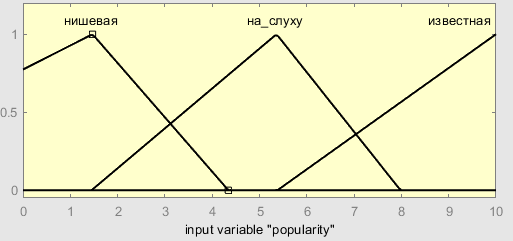 нишевая на_слуху известная
1
0.5
0
0 1 2 3 4 5 6 7 8 9 10
input variable "popularity"